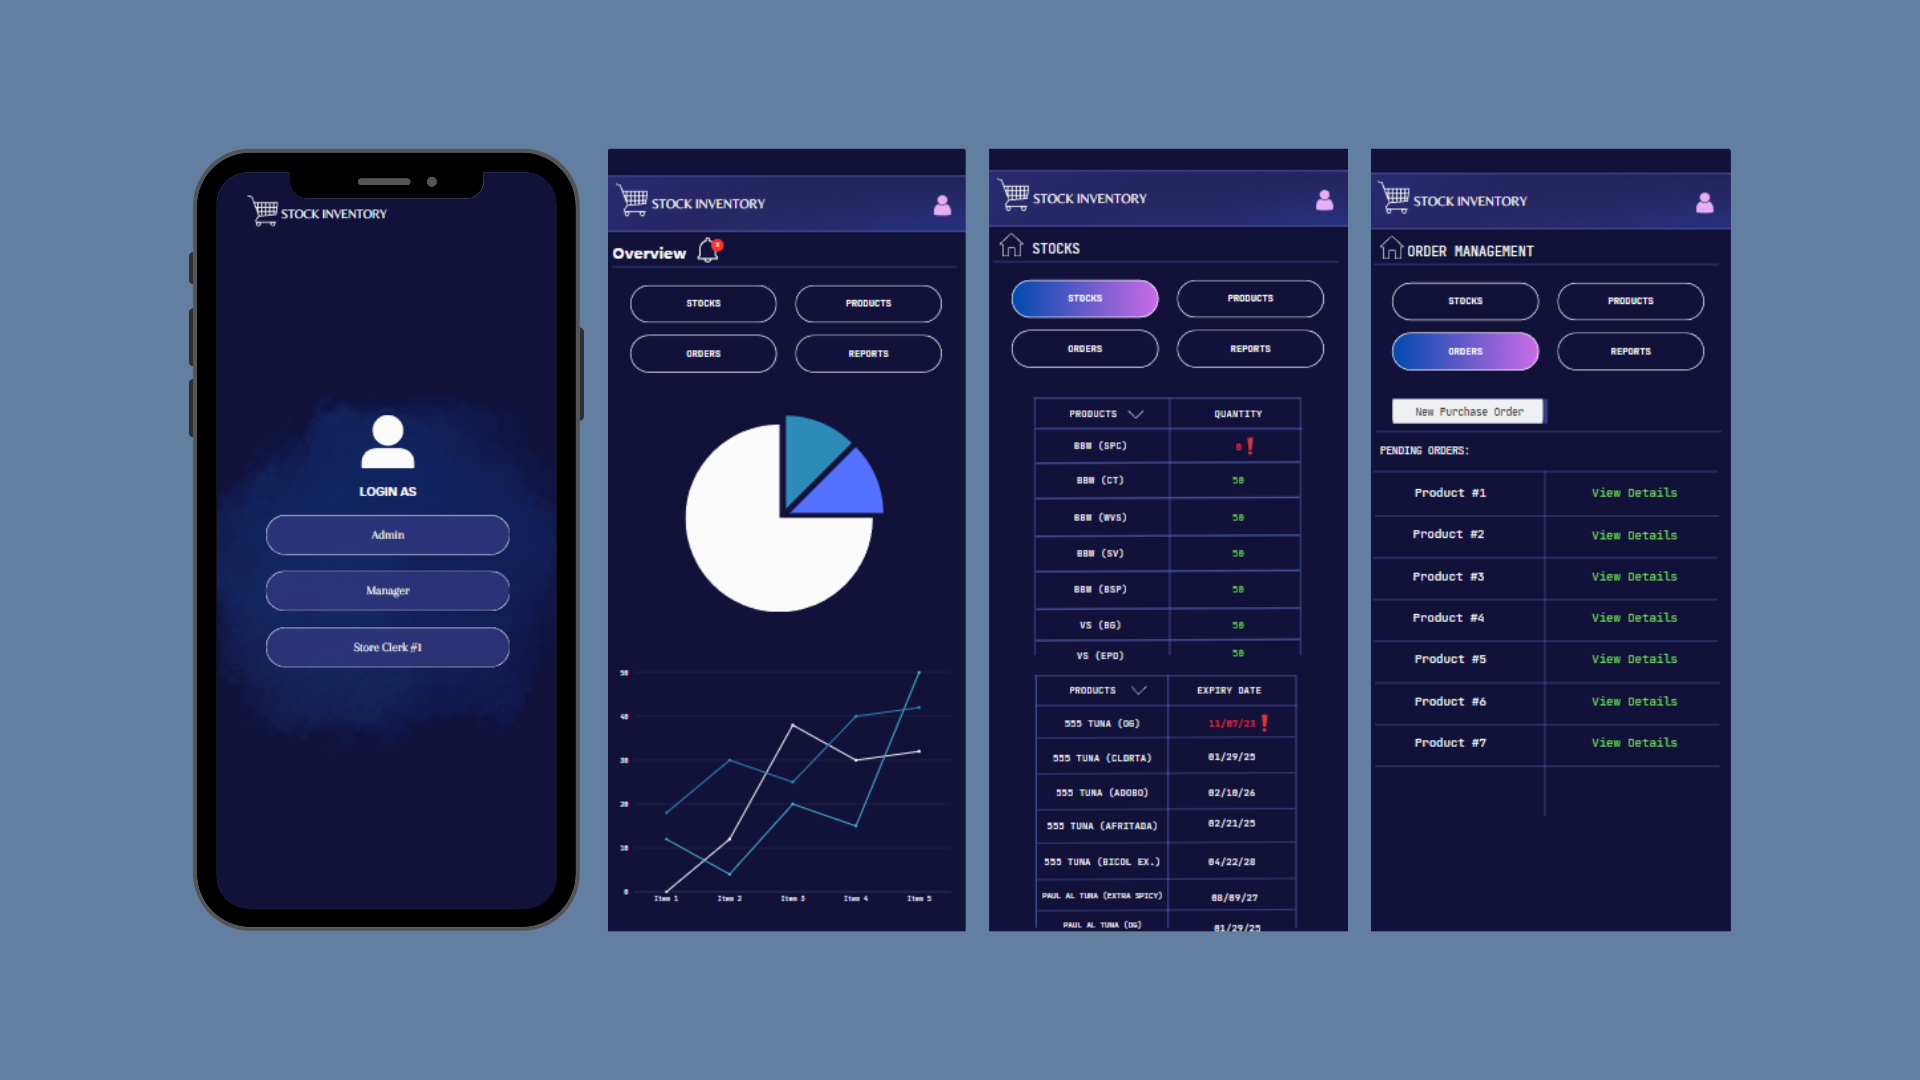 STOCK INVENTORY
LOGIN AS
Admin
Manager
Store Clerk #1
STOCK INVENTORY
Overview
3
STOCKS
PRODUCTS
ORDERS
REPORTS
50
40
30
20
10
0
Item 1 Item 2 Item 3 Item 4 Item 5
STOCK INVENTORY
STOCKS
STOCKS
PRODUCTS
ORDERS
REPORTS
PRODUCTS QUANTITY
BBW (SPC) 0❗
BBW (CT) 50
BBW (WVS) 50
BBW (SV) 50
BBW (BSP) 50
VS (BG) 50
VS (EPD) 50
PRODUCTS EXPIRY DATE
555 TUNA (OG) 11/07/23❗
555 TUNA (CLDRTA) 01/29/25
555 TUNA (ADOBO) 02/10/26
555 TUNA (AFRITADA) 02/21/25
555 TUNA (BICOL EX.) 04/22/28
PAUL AL TUNA (EXTRA SPICY) 08/09/27
PAUL AL TUNA (OG) 01/29/25
STOCK INVENTORY
ORDER MANAGEMENT
STOCKS
PRODUCTS
ORDERS
REPORTS
New Purchase Order
PENDING ORDERS:
Product #1 View Details
Product #2 View Details
Product #3 View Details
Product #4 View Details
Product #5 View Details
Product #6 View Details
Product #7 View Details